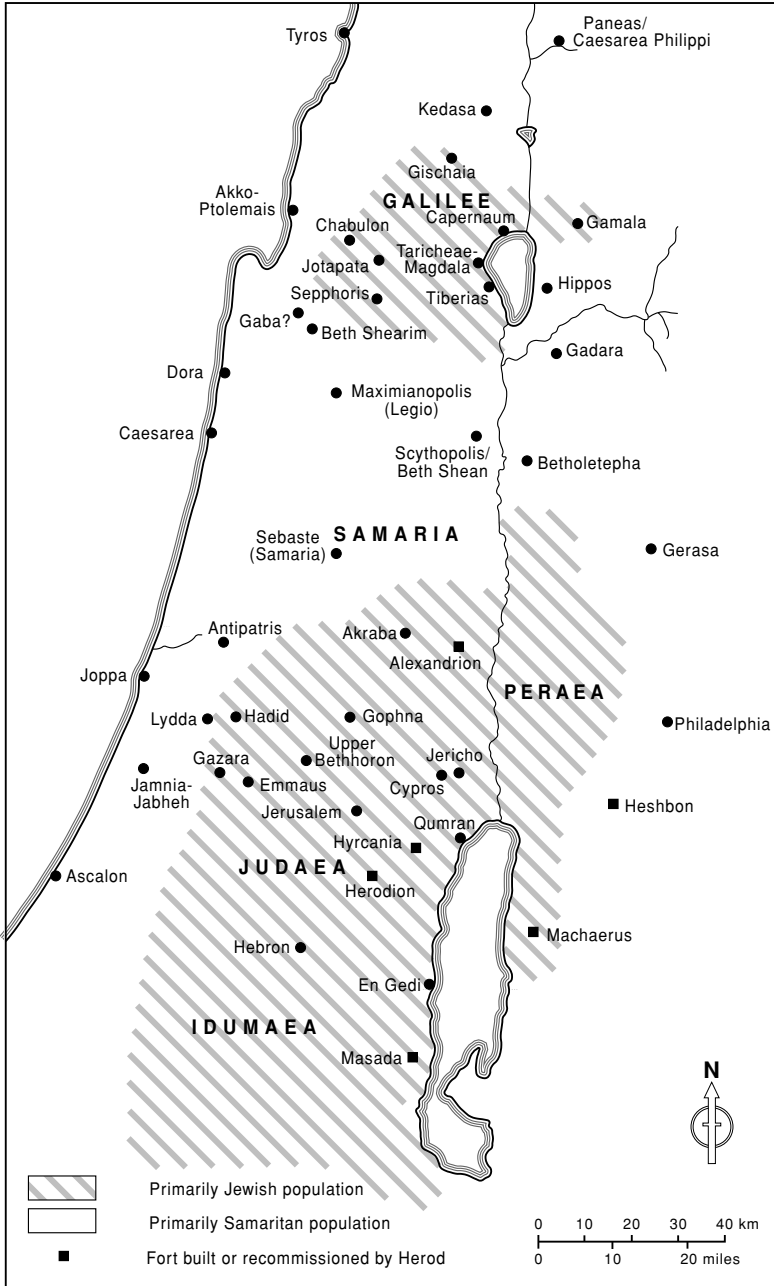 Tyros
Paneas/
Caesarea Philippi
Kedasa
Gischaia
GALILEE
Akko-
Ptolemais
Capernaum
Gamala
Chabulon
Taricheae-
Magdala
Jotapata
Sepphoris
Tiberias
Hippos
Gaba?
Beth Shearim
Gadara
Dora
Maximianopolis
(Legio)
Caesarea
Scythopolis/
Beth Shean
Betholetepha
SAMARIA
Sebaste
(Samaria)
Gerasa
Antipatris
Akraba
Alexandrion
Joppa
PERAEA
Lydda
Hadid
Gophna
Philadelphia
Upper
Bethhoron
Jericho
Gazara
Jamnia-
Jabheh
Emmaus
Cypros
Jerusalem
Heshbon
Qumran
Hyrcania
JUDAEA
Ascalon
Herodion
Hebron
Machaerus
En Gedi
IDUMAEA
Masada
N
Primarily Jewish population
Primarily Samaritan population
Fort built or recommissioned by Herod
0 10 20 30 40 km
0 10 20 miles